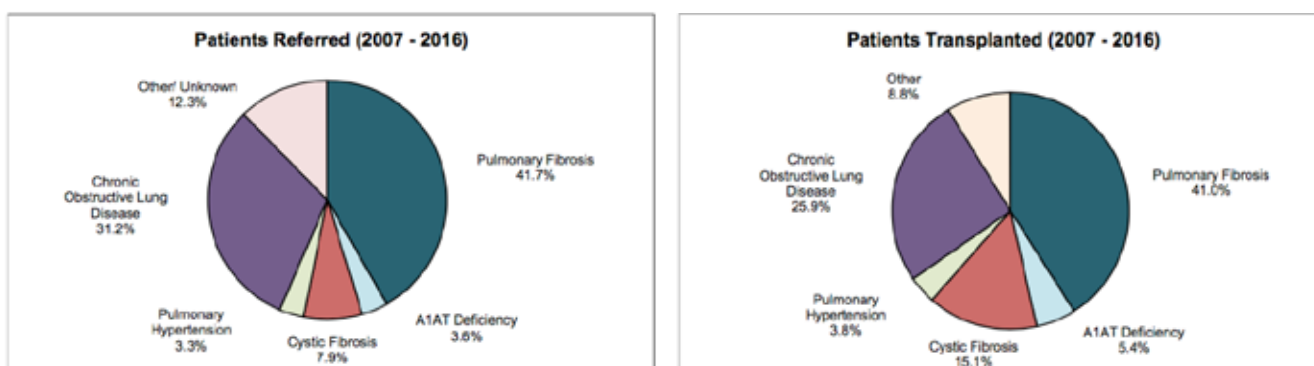 Patients Referred (2007 - 2016)
Other/ Unknown
12.3%
Pulmonary Fibrosis
41.7%
Chronic
Obstructive Lung
Disease
31.2%
Pulmonary
Hypertension
3.3%
Cystic Fibrosis
7.9%
A1AT Deficiency
3.6%
Patients Transplanted (2007 - 2016)
Other
8.8%
Chronic
Obstructive Lung
Disease
25.9%
Pulmonary Fibrosis
41.0%
Pulmonary
Hypertension
3.8%
Cystic Fibrosis
15.1%
A1AT Deficiency
5.4%